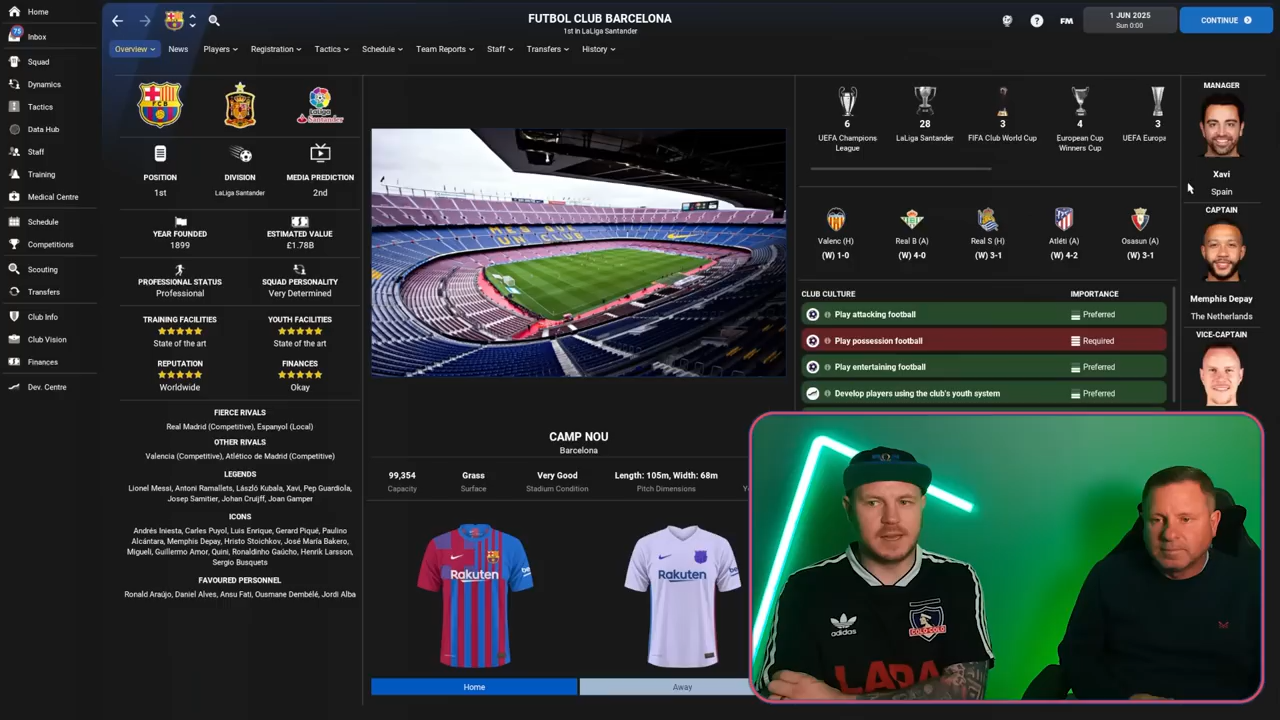 Home
Inbox
75
Squad
Dynamics
Tactics
Data Hub
Staff
Training
Medical Centre
Schedule
Competitions
Scouting
Transfers
Club Info
Club Vision
Finances
Dev. Centre
FUTBOL CLUB BARCELONA
1st in LaLiga Santander
FM
1 JUN 2025
Sun 0:00
CONTINUE
Overview
News
Players
Registration
Tactics
Schedule
Team Reports
Staff
Transfers
History
LaLiga
Santander
POSITION
1st
DIVISION
LaLiga Santander
MEDIA PREDICTION
2nd
YEAR FOUNDED
1899
ESTIMATED VALUE
£1.78B
PROFESSIONAL STATUS
Professional
SQUAD PERSONALITY
Very Determined
TRAINING FACILITIES
State of the art
YOUTH FACILITIES
State of the art
REPUTATION
Worldwide
FINANCES
Okay
FIERCE RIVALS
Real Madrid (Competitive), Espanyol (Local)
OTHER RIVALS
Valencia (Competitive), Atlético de Madrid (Competitive)
LEGENDS
Lionel Messi, Antoni Ramallets, László Kubala, Xavi, Pep Guardiola,
Josep Samitier, Johan Cruijff, Joan Gamper
ICONS
Andrés Iniesta, Carles Puyol, Luis Enrique, Gerard Piqué, Paulino
Alcántara, Memphis Depay, Hristo Stoichkov, José María Bakero,
Migueli, Guillermo Amor, Quini, Ronaldinho Gaúcho, Henrik Larsson,
Sergio Busquets
FAVOURED PERSONNEL
Ronald Araújo, Daniel Alves, Ansu Fati, Ousmane Dembélé, Jordi Alba
CAMP NOU
Barcelona
99,354
Capacity
Grass
Surface
Very Good
Stadium Condition
Length: 105m, Width: 68m
Pitch Dimensions
Rakuten
Rakuten
Home
Away
6
UEFA Champions
League
28
LaLiga Santander
3
FIFA Club World Cup
4
European Cup
Winners Cup
3
UEFA Europa
Valenc (H)
(W) 1-0
Real B (A)
(W) 4-0
Real S (H)
(W) 3-1
Atléti (A)
(W) 4-2
Osasun (A)
(W) 3-1
CLUB CULTURE
IMPORTANCE
Play attacking football
Preferred
Play possession football
Required
Play entertaining football
Preferred
Develop players using the club's youth system
Preferred
MANAGER
Xavi
Spain
CAPTAIN
Memphis Depay
The Netherlands
VICE-CAPTAIN
adidas
COLO-COLO